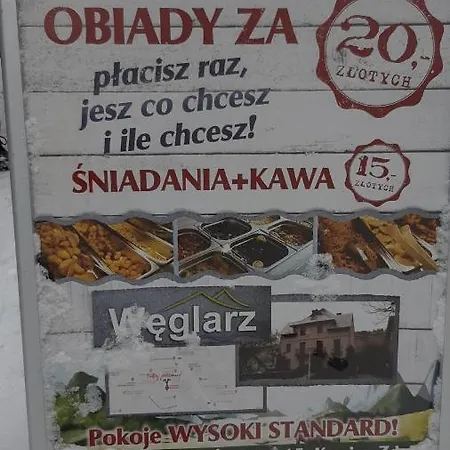 OBIADY ZA 20,-
ZŁOTYCH
płacisz raz,
jesz co chcesz
i ile chcesz!
ŚNIADANIA+KAWA 15,-
ZŁOTYCH
Węglarz
Pokoje WYSOKI STANDARD!